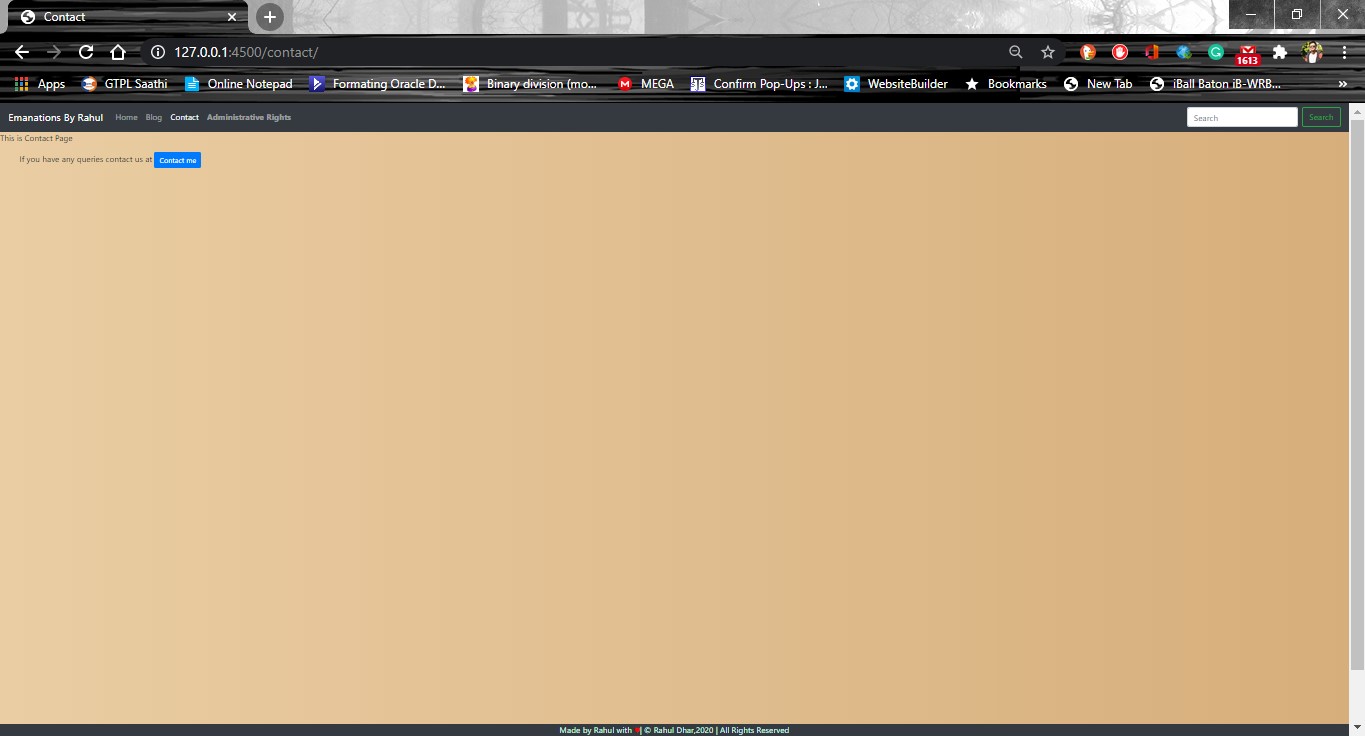 Contact
127.0.0.1:4500/contact/
1613
Apps GTPL Saathi Online Notepad Formating Oracle D... Binary division (mo... MEGA Confirm Pop-Ups : J... WebsiteBuilder Bookmarks New Tab iBall Baton iB-WRB... »
Emanations By Rahul Home Blog Contact Administrative Rights Search Search
This is Contact Page
If you have any queries contact us at Contact me
Made by Rahul with ♥| © Rahul Dhar,2020 | All Rights Reserved